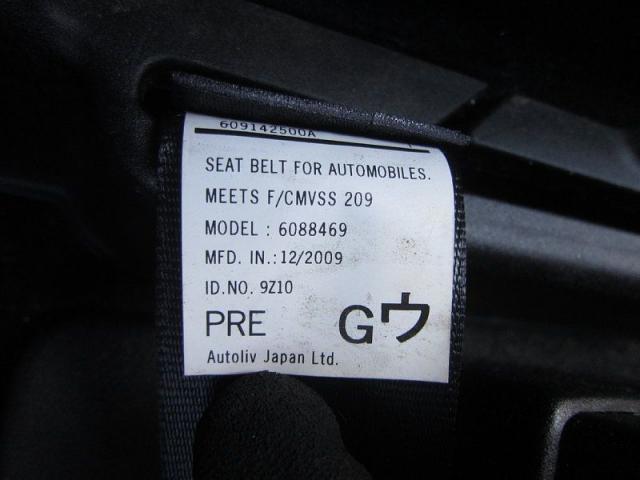 609142500A
SEAT BELT FOR AUTOMOBILES.
MEETS F/CMVSS 209
MODEL : 6088469
MFD. IN.:12/2009
ID.NO. 9Z10
PRE Gウ
Autoliv Japan Ltd.